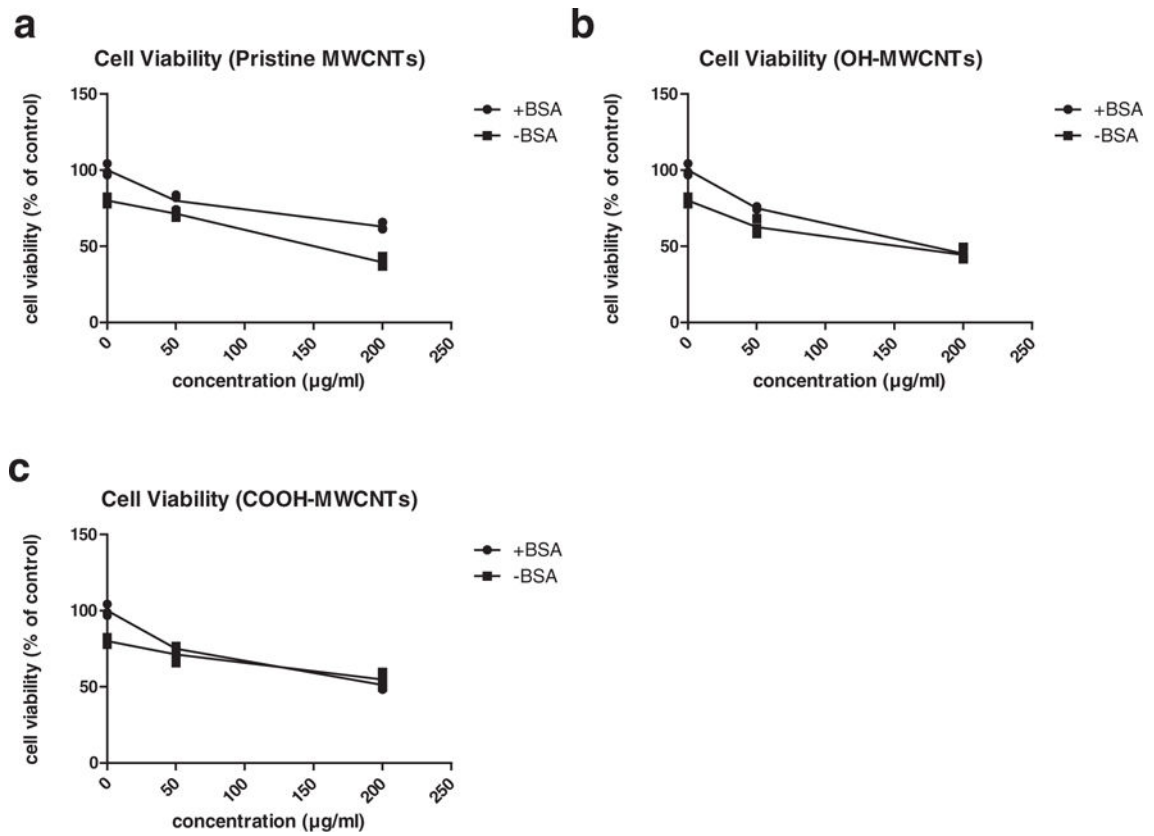 a
Cell Viability (Pristine MWCNTs)
cell viability (% of control)
150
100
50
0
0
50
100
150
200
250
concentration (µg/ml)
+BSA
-BSA
b
Cell Viability (OH-MWCNTs)
cell viability (% of control)
150
100
50
0
0
50
100
150
200
250
concentration (µg/ml)
+BSA
-BSA
c
Cell Viability (COOH-MWCNTs)
cell viability (% of control)
150
100
50
0
0
50
100
150
200
250
concentration (µg/ml)
+BSA
-BSA